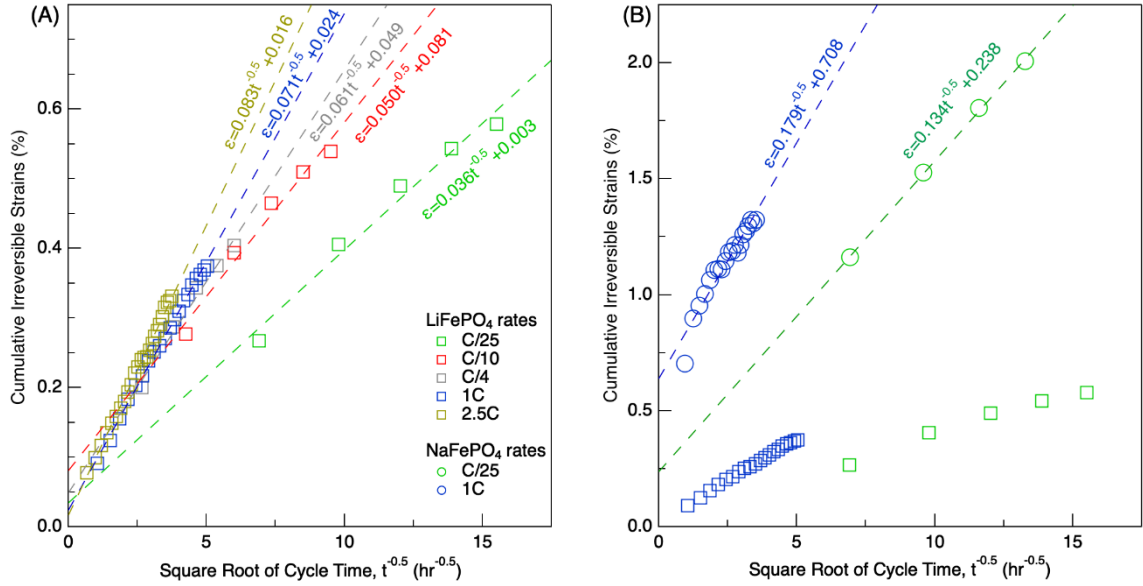 (A)
Cumulative Irreversible Strains (%)
0.6
0.4
0.2
0.0
ε=0.083t^-0.5 +0.016
ε=0.071t^-0.5 +0.024
ε=0.061t^-0.5 +0.049
ε=0.050t^-0.5 +0.081
ε=0.036t^-0.5 +0.003
LiFePO₄ rates
C/25
C/10
C/4
1C
2.5C
NaFePO₄ rates
C/25
1C
0 5 10 15
Square Root of Cycle Time, t^-0.5 (hr^-0.5)
(B)
Cumulative Irreversible Strains (%)
2.0
1.5
1.0
0.5
0.0
ε=0.179t^-0.5 +0.708
ε=0.134t^-0.5 +0.238
0 5 10 15
Square Root of Cycle Time, t^-0.5 (hr^-0.5)